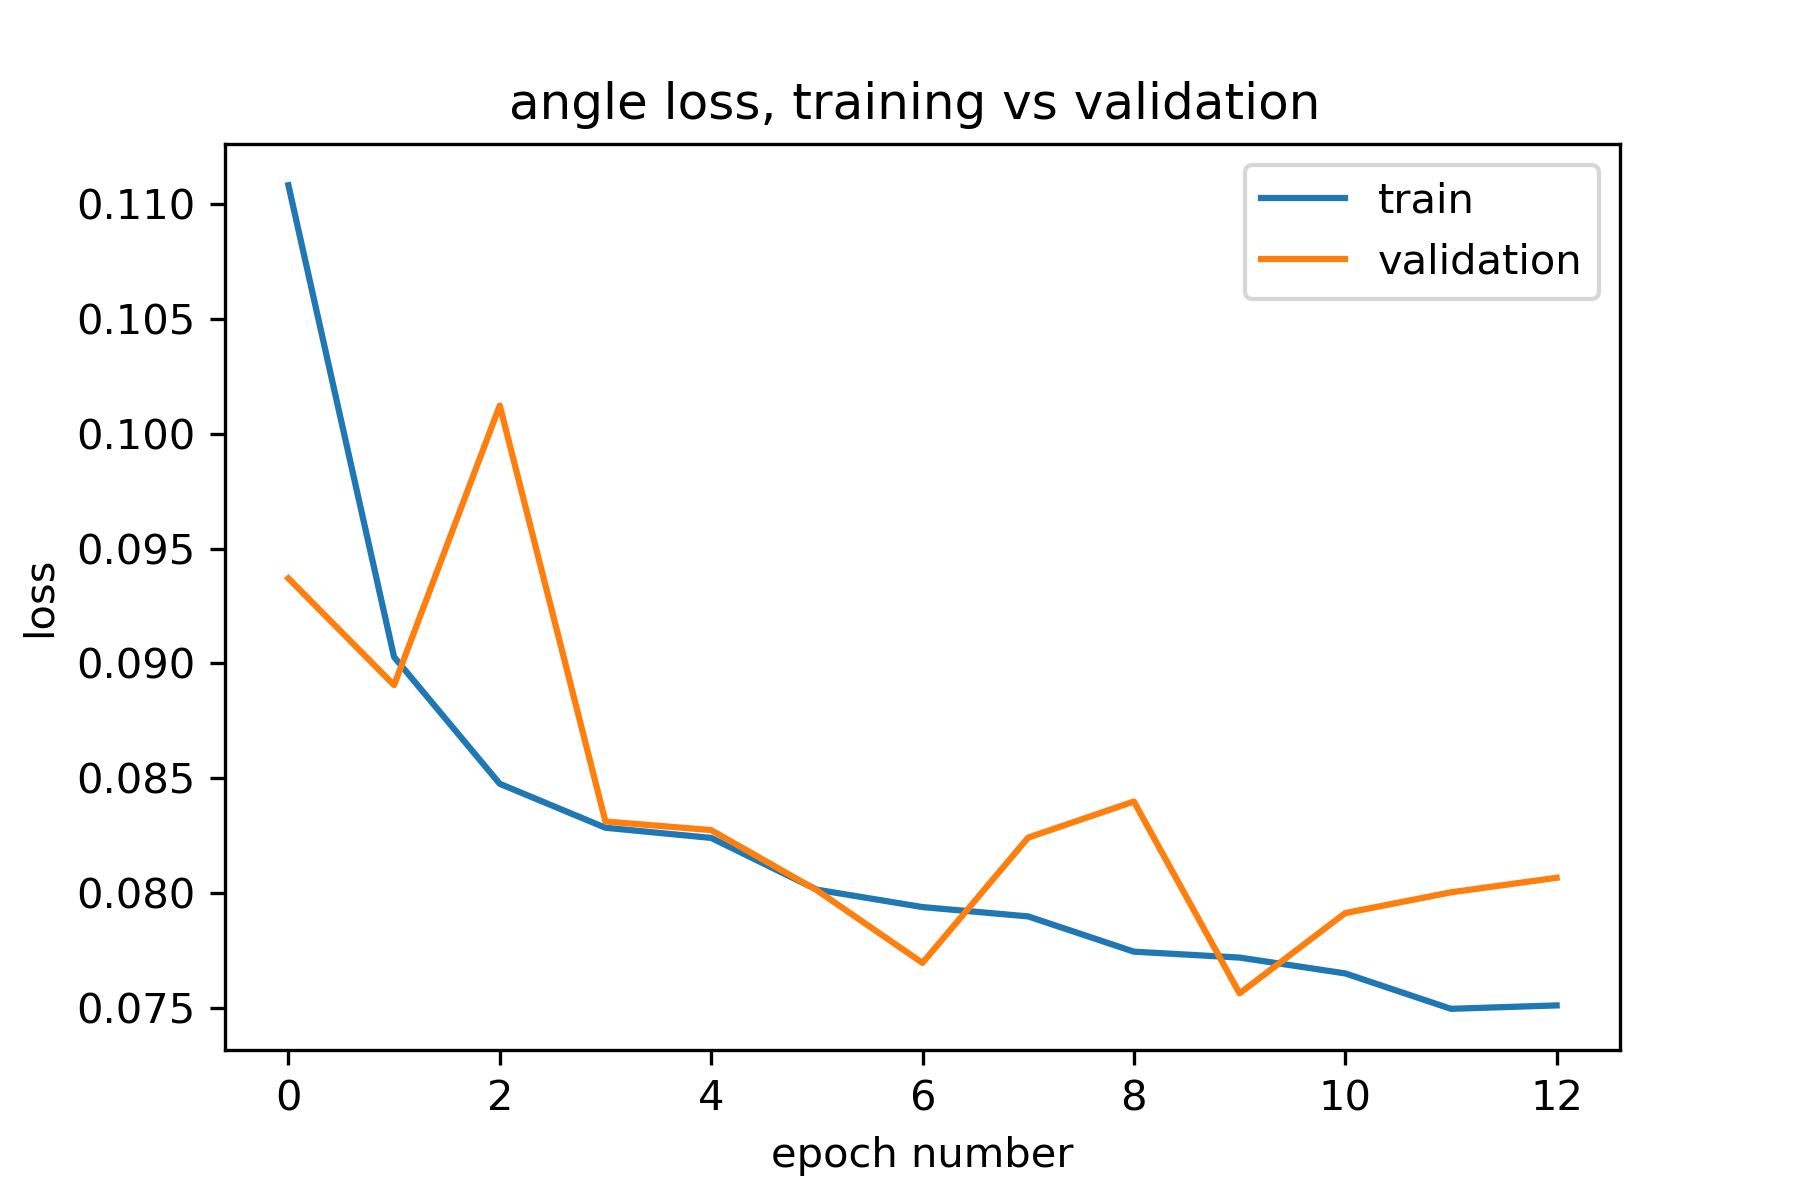 angle loss, training vs validation
train
validation
0.110
0.105
0.100
0.095
0.090
0.085
0.080
0.075
loss
0 2 4 6 8 10 12
epoch number